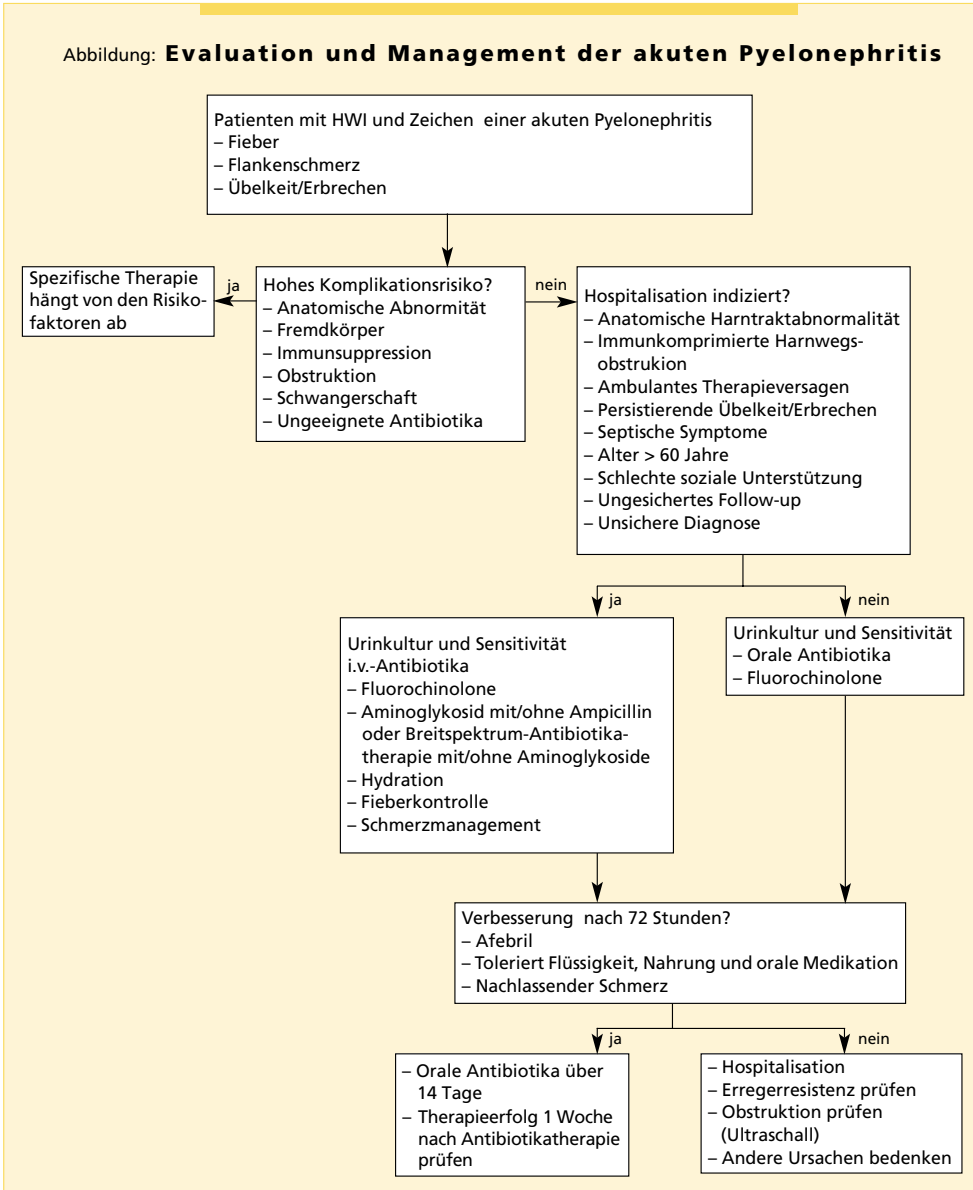 Abbildung: Evaluation und Management der akuten Pyelonephritis
Patienten mit HWI und Zeichen einer akuten Pyelonephritis
– Fieber
– Flankenschmerz
– Übelkeit/Erbrechen
Spezifische Therapie
hängt von den Risiko-
faktoren ab
ja
Hohes Komplikationsrisiko?
– Anatomische Abnormität
– Fremdkörper
– Immunsuppression
– Obstruktion
– Schwangerschaft
– Ungeeignete Antibiotika
nein
Hospitalisation indiziert?
– Anatomische Harntraktabnormalität
– Immunkomprimierte Harnwegs-
obstrukion
– Ambulantes Therapieversagen
– Persistierende Übelkeit/Erbrechen
– Septische Symptome
– Alter > 60 Jahre
– Schlechte soziale Unterstützung
– Ungesichertes Follow-up
– Unsichere Diagnose
ja
nein
Urinkultur und Sensitivität
i.v.-Antibiotika
– Fluorochinolone
– Aminoglykosid mit/ohne Ampicillin
oder Breitspektrum-Antibiotika-
therapie mit/ohne Aminoglykoside
– Hydration
– Fieberkontrolle
– Schmerzmanagement
Urinkultur und Sensitivität
– Orale Antibiotika
– Fluorochinolone
Verbesserung nach 72 Stunden?
– Afebril
– Toleriert Flüssigkeit, Nahrung und orale Medikation
– Nachlassender Schmerz
ja
nein
– Orale Antibiotika über
14 Tage
– Therapieerfolg 1 Woche
nach Antibiotikatherapie
prüfen
– Hospitalisation
– Erregerresistenz prüfen
– Obstruktion prüfen
(Ultraschall)
– Andere Ursachen bedenken